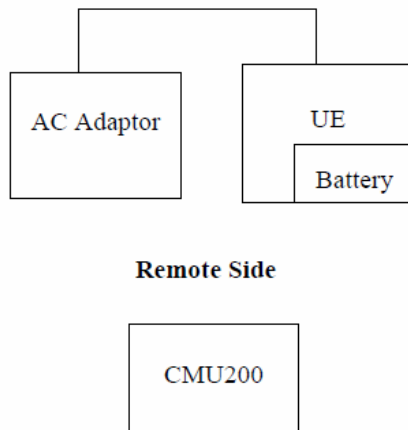 AC Adaptor
UE
Battery
Remote Side
CMU200